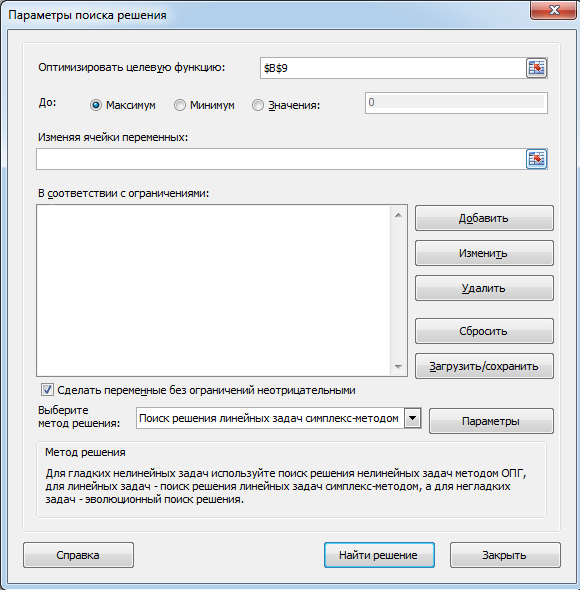 Параметры поиска решения
Оптимизировать целевую функцию:
$B$9
До:
Максимум
Минимум
Значения:
0
Изменяя ячейки переменных:
В соответствии с ограничениями:
Добавить
Изменить
Удалить
Сбросить
Загрузить/сохранить
Сделать переменные без ограничений неотрицательными
Выберите
метод решения:
Поиск решения линейных задач симплекс-методом
Параметры
Метод решения
Для гладких нелинейных задач используйте поиск решения нелинейных задач методом ОПГ,
для линейных задач - поиск решения линейных задач симплекс-методом, а для негладких
задач - эволюционный поиск решения.
Справка
Найти решение
Закрыть